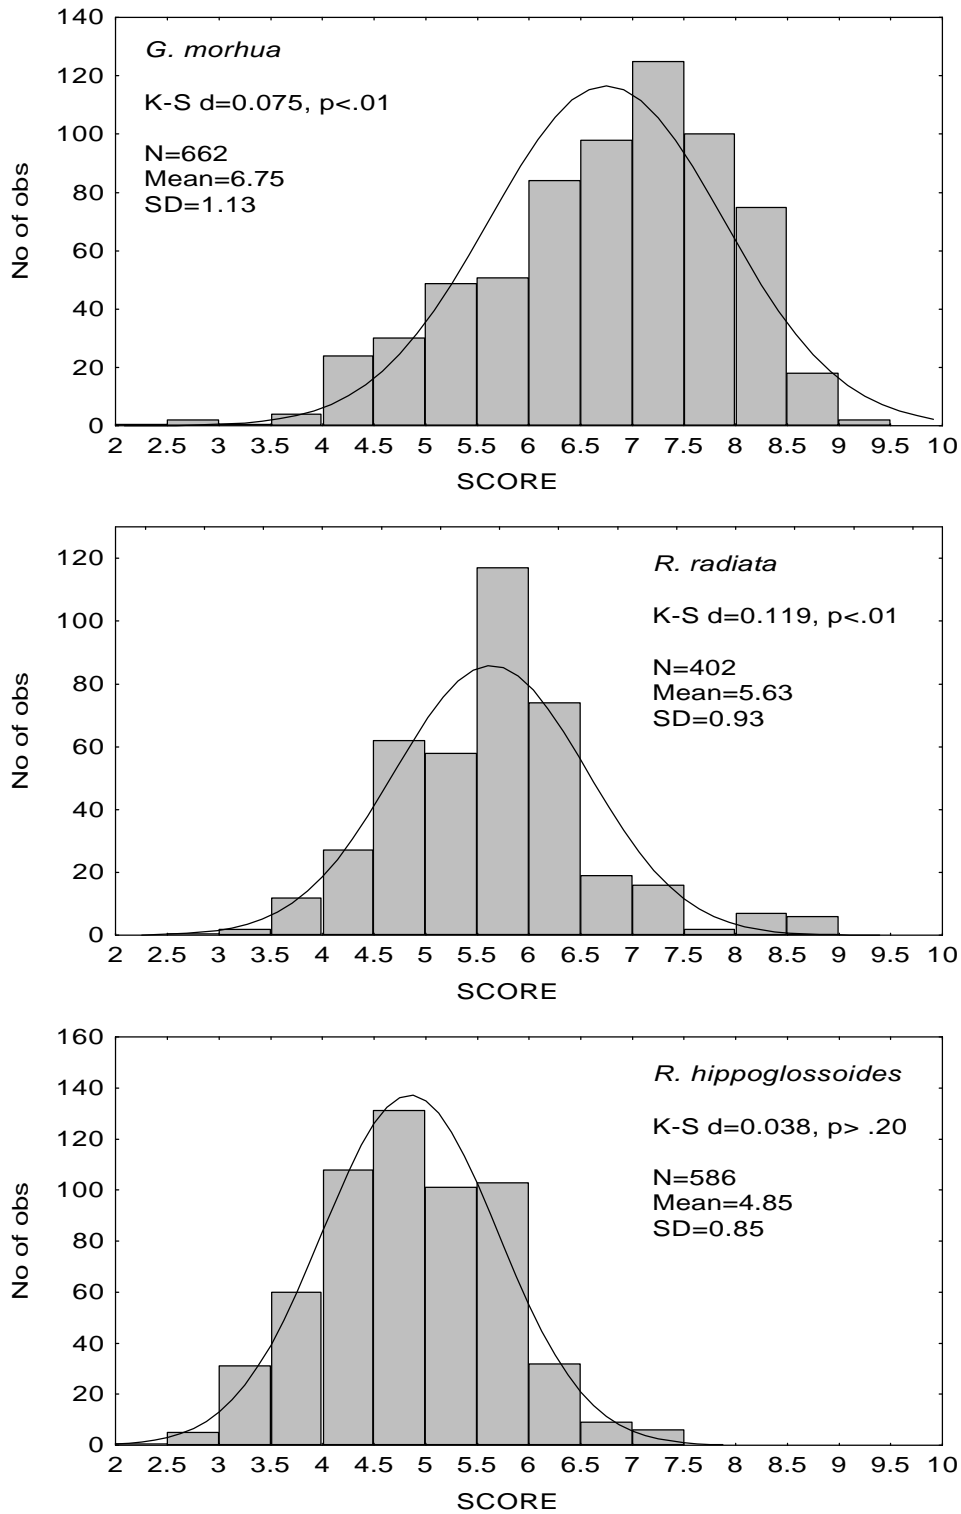 140
120
100
80
60
40
20
0
No of obs
G. morhua
K-S d=0.075, p<.01
N=662
Mean=6.75
SD=1.13
2 2.5 3 3.5 4 4.5 5 5.5 6 6.5 7 7.5 8 8.5 9 9.5 10
SCORE
120
100
80
60
40
20
0
No of obs
R. radiata
K-S d=0.119, p<.01
N=402
Mean=5.63
SD=0.93
2 2.5 3 3.5 4 4.5 5 5.5 6 6.5 7 7.5 8 8.5 9 9.5 10
SCORE
160
140
120
100
80
60
40
20
0
No of obs
R. hippoglossoides
K-S d=0.038, p> .20
N=586
Mean=4.85
SD=0.85
2 2.5 3 3.5 4 4.5 5 5.5 6 6.5 7 7.5 8 8.5 9 9.5 10
SCORE